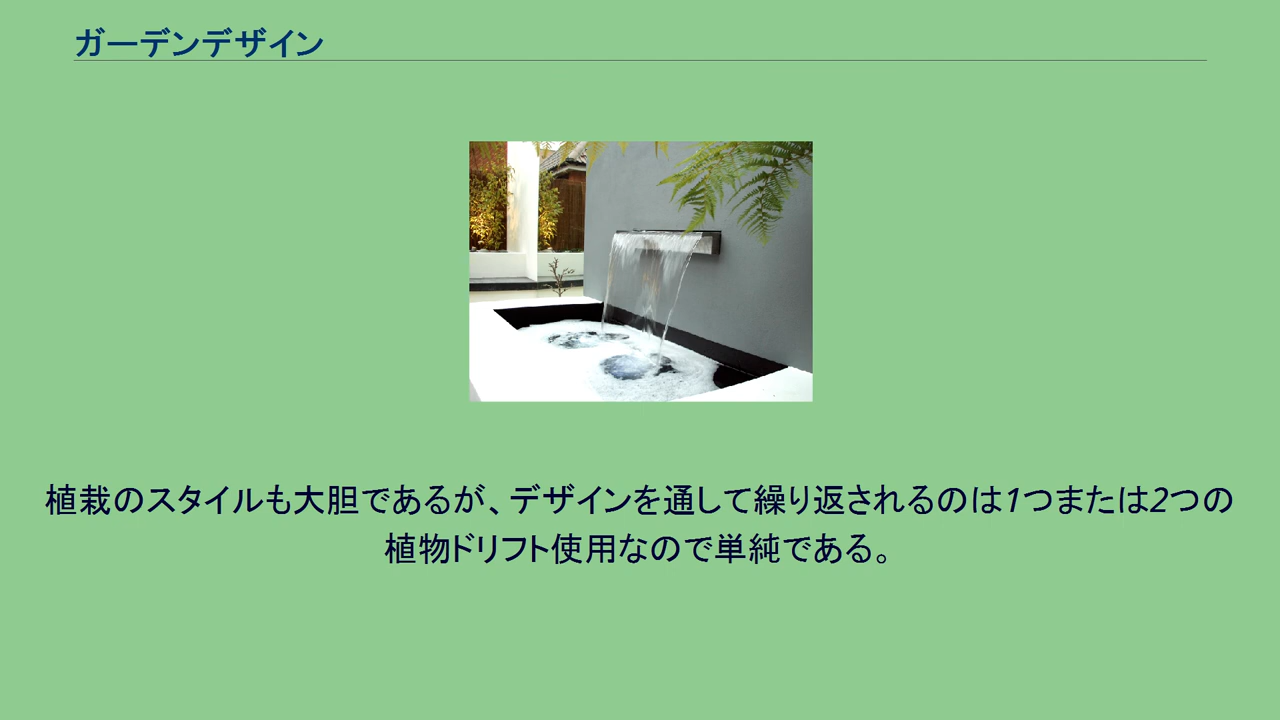 ガーデンデザイン
植栽のスタイルも大胆であるが、デザインを通して繰り返されるのは1つまたは2つの
植物ドリフト使用なので単純である。